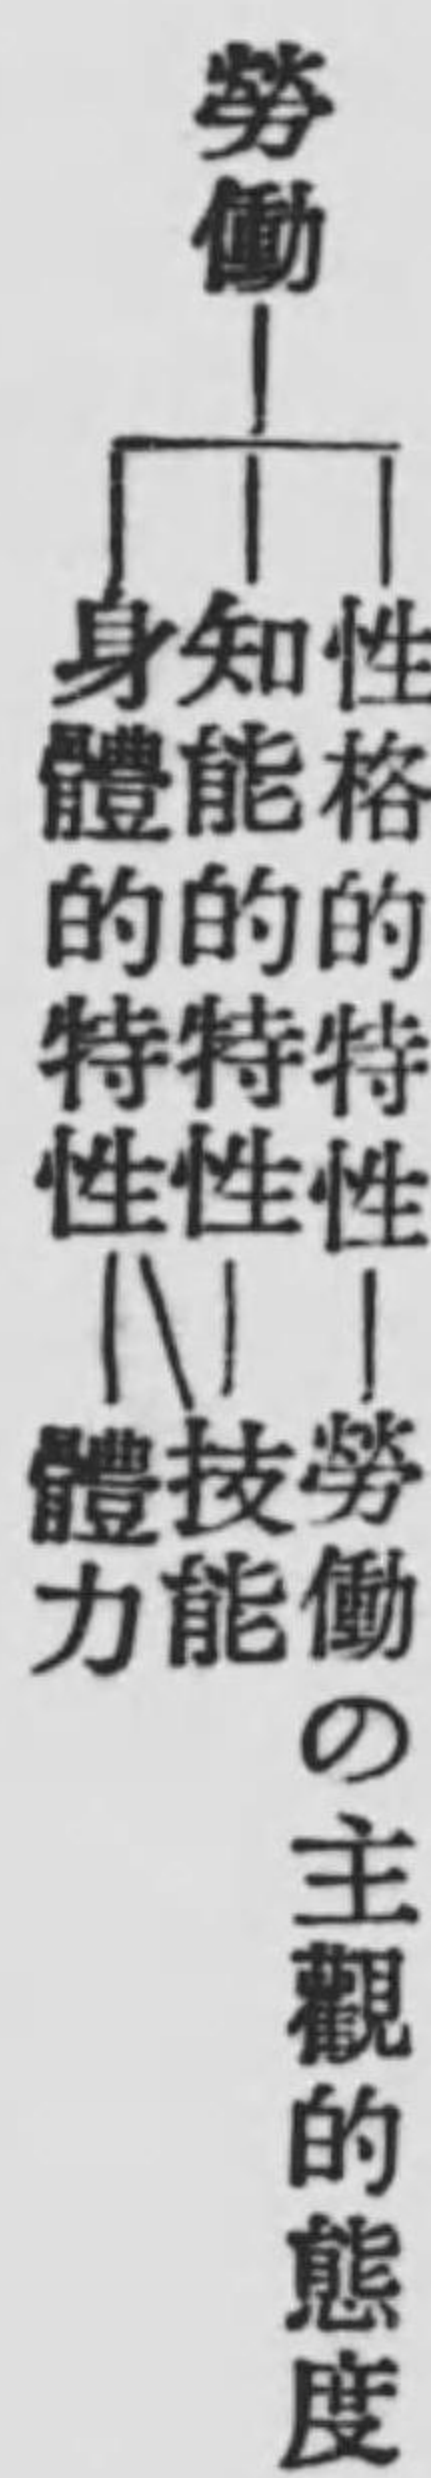 勞働
性格的特性
知能的特性
身體的特性
勞働の主觀的態度
技能
體力